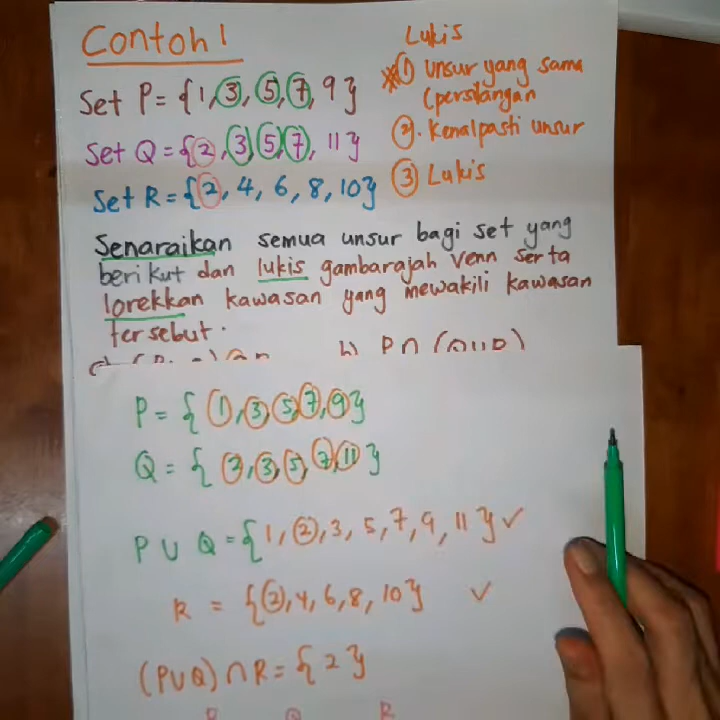 Contoh 1
Set P = {1, 3, 5, 7, 9}
Set Q = {2, 3, 5, 7, 11}
Set R = {2, 4, 6, 8, 10}
Lukis
* ① unsur yang sama
(persilangan
②. Kenalpasti unsur
③ Lukis
Senaraikan semua unsur bagi set yang
berikut dan lukis gambarajah venn serta
lorekkan kawasan yang mewakili kawasan
tersebut.
b) P∩(Q∪R)
P = {1, 3, 5, 7, 9}
Q = {2, 3, 5, 7, 11}
P ∪ Q = {1, 2, 3, 5, 7, 9, 11} ✓
R = {2, 4, 6, 8, 10} ✓
(P∪Q) ∩ R = {2}
P Q R